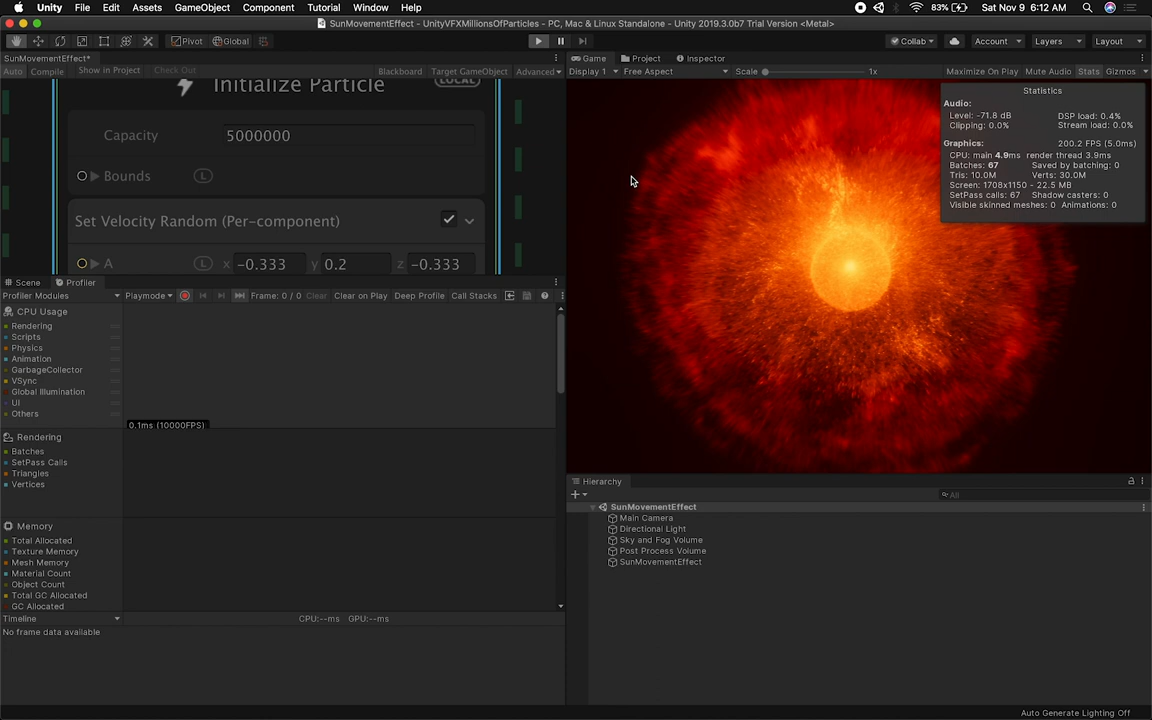 Unity File Edit Assets GameObject Component Tutorial Window Help 83% Sat Nov 9 6:12 AM
SunMovementEffect - UnityVFXMillionsOfParticles - PC, Mac & Linux Standalone - Unity 2019.3.0b7 Trial Version <Metal>
Pivot Global Collab Account Layers Layout
SunMovementEffect*
Auto Compile Show in Project Check Out Blackboard Target GameObject Advanced
Initialize Particle LOCAL
Capacity 5000000
Bounds L
Set Velocity Random (Per-component)
A L x -0.333 y 0.2 z -0.333
Game Project Inspector
Display 1 Free Aspect Scale 1x Maximize On Play Mute Audio Stats Gizmos
Statistics
Audio:
Level: -71.8 dB DSP load: 0.4%
Clipping: 0.0% Stream load: 0.0%
Graphics: 200.2 FPS (5.0ms)
CPU: main 4.9ms render thread 3.9ms
Batches: 67 Saved by batching: 0
Tris: 10.0M Verts: 30.0M
Screen: 1708x1150 - 22.5 MB
SetPass calls: 67 Shadow casters: 0
Visible skinned meshes: 0 Animations: 0
Scene Profiler
Profiler Modules Playmode Frame: 0 / 0 Clear Clear on Play Deep Profile Call Stacks
CPU Usage
Rendering
Scripts
Physics
Animation
GarbageCollector
VSync
Global Illumination
UI
Others
0.1ms (10000FPS)
Rendering
Batches
SetPass Calls
Triangles
Vertices
Memory
Total Allocated
Texture Memory
Mesh Memory
Material Count
Object Count
Total GC Allocated
GC Allocated
Timeline CPU:--ms GPU:--ms
No frame data available
Hierarchy
All
SunMovementEffect
Main Camera
Directional Light
Sky and Fog Volume
Post Process Volume
SunMovementEffect
Auto Generate Lighting Off